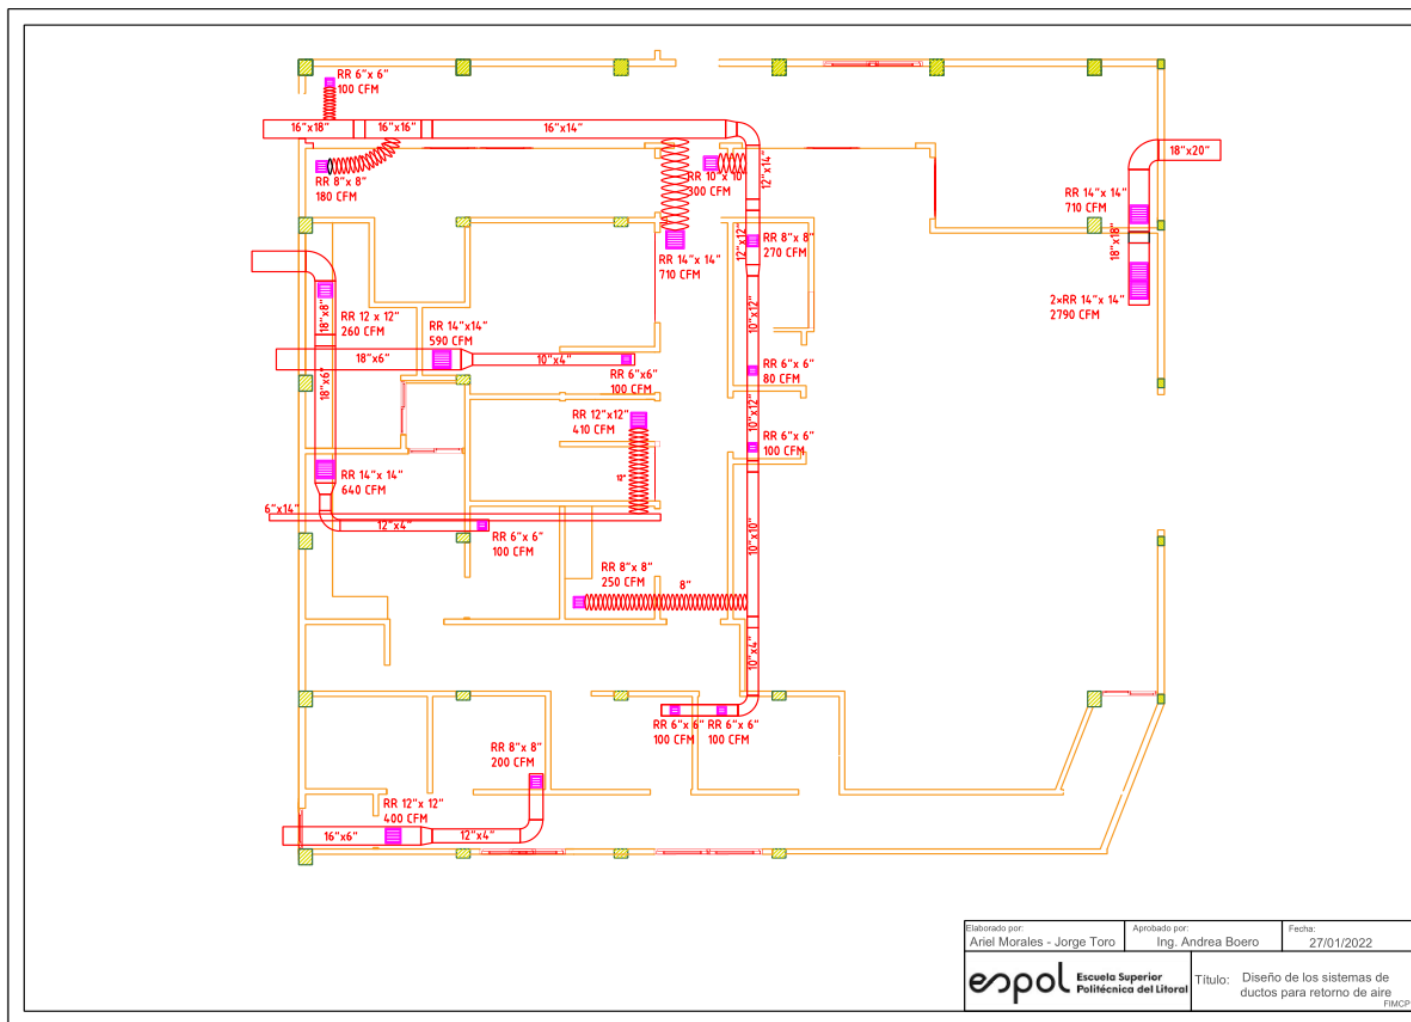 RR 6"x 6"
100 CFM
16"x18"
16"x16"
16"x14"
12"x14"
18"x20"
RR 8"x 8"
180 CFM
RR 10"x 10"
300 CFM
RR 14"x 14"
710 CFM
12"x12"
RR 8"x 8"
270 CFM
18"x18"
RR 14"x 14"
710 CFM
2xRR 14"x 14"
2790 CFM
18"x8"
RR 12 x 12"
260 CFM
RR 14"x14"
590 CFM
10"x12"
18"x6"
10"x4"
18"x6"
RR 6"x6"
100 CFM
RR 6"x 6"
80 CFM
RR 12"x12"
410 CFM
10"x12"
RR 6"x 6"
100 CFM
RR 14"x 14"
640 CFM
12"
6"x14"
12"x4"
RR 6"x 6"
100 CFM
10"x10"
RR 8"x 8"
250 CFM
8"
10"x4"
RR 6"x 6"
100 CFM
RR 6"x 6"
100 CFM
RR 8"x 8"
200 CFM
RR 12"x 12"
400 CFM
16"x6"
12"x4"
Elaborado por:
Ariel Morales - Jorge Toro
Aprobado por:
Ing. Andrea Boero
Fecha:
27/01/2022
espol
Escuela Superior
Politécnica del Litoral
Título: Diseño de los sistemas de
ductos para retorno de aire
FIMCP